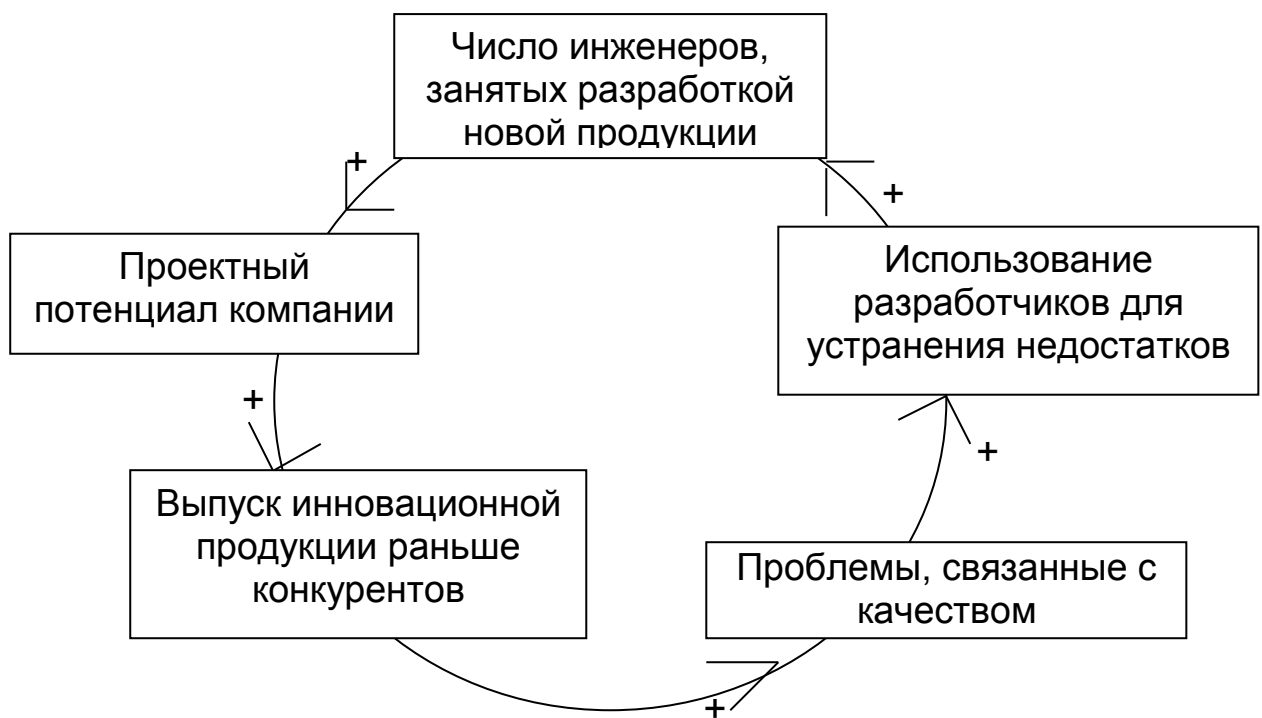 Число инженеров,
занятых разработкой
новой продукции
+
+
Проектный
потенциал компании
Использование
разработчиков для
устранения недостатков
+
+
Выпуск инновационной
продукции раньше
конкурентов
Проблемы, связанные с
качеством
+